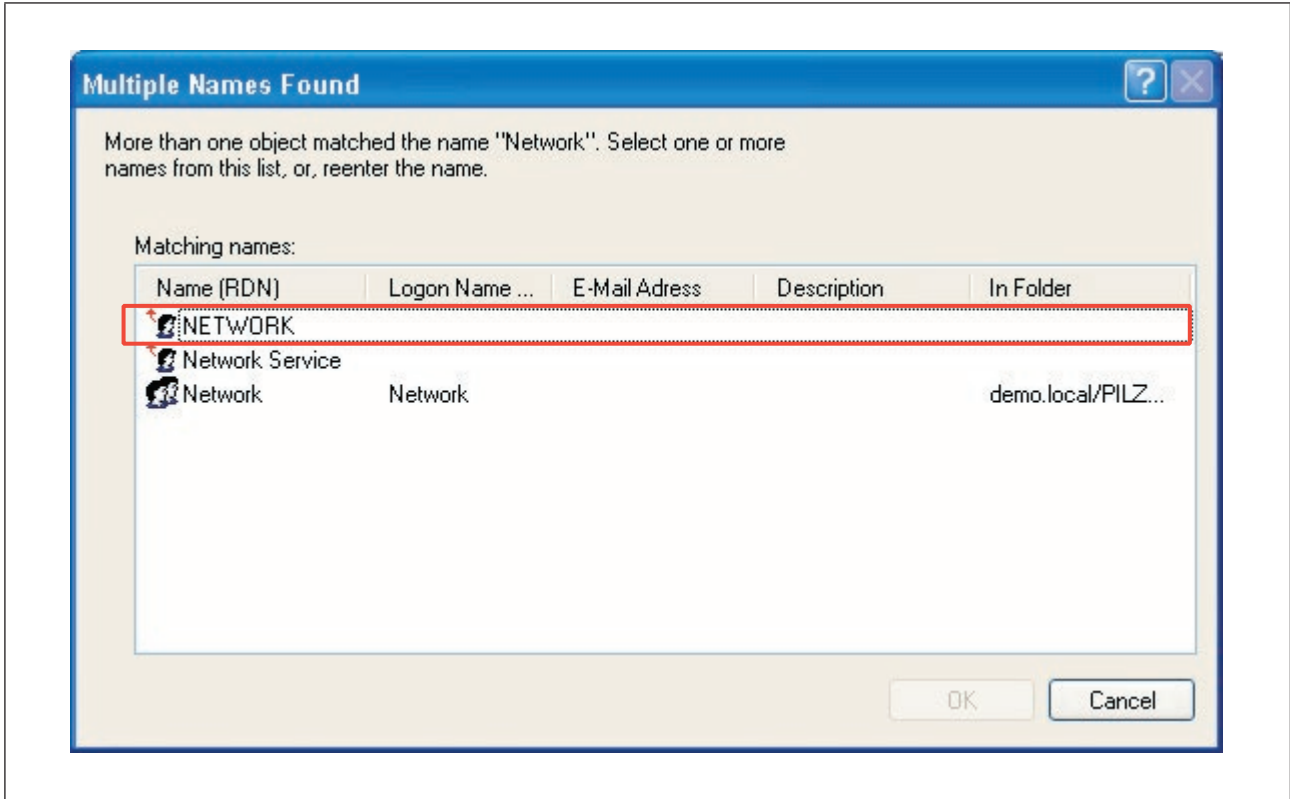 Multiple Names Found
More than one object matched the name "Network". Select one or more
names from this list, or, reenter the name.
Matching names:
Name (RDN) Logon Name ... E-Mail Adress Description In Folder
NETWORK
Network Service
Network Network demo.local/PILZ...
OK Cancel